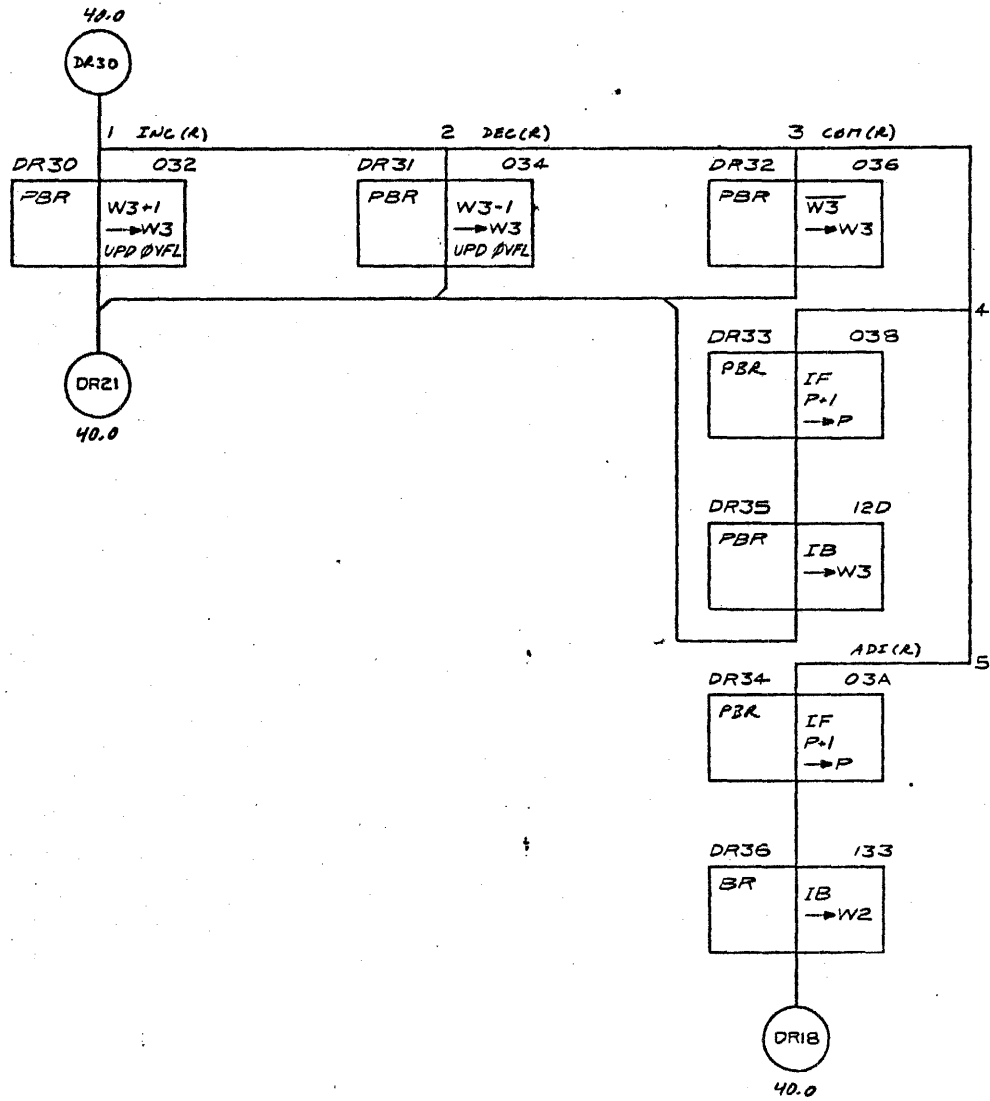 40.0
DR30
1 INC(R)
2 DEC(R)
3 COM(R)
DR30 032
PBR
W3+1
→W3
UPD ØVFL
DR31 034
PBR
W3-1
→W3
UPD ØVFL
DR32 036
PBR
W3
→W3
4
DR21
40.0
DR33 038
PBR
IF
P+1
→P
DR35 12D
PBR
IB
→W3
ADI(R)
5
DR34 03A
PBR
IF
P+1
→P
DR36 133
BR
IB
→W2
DR18
40.0